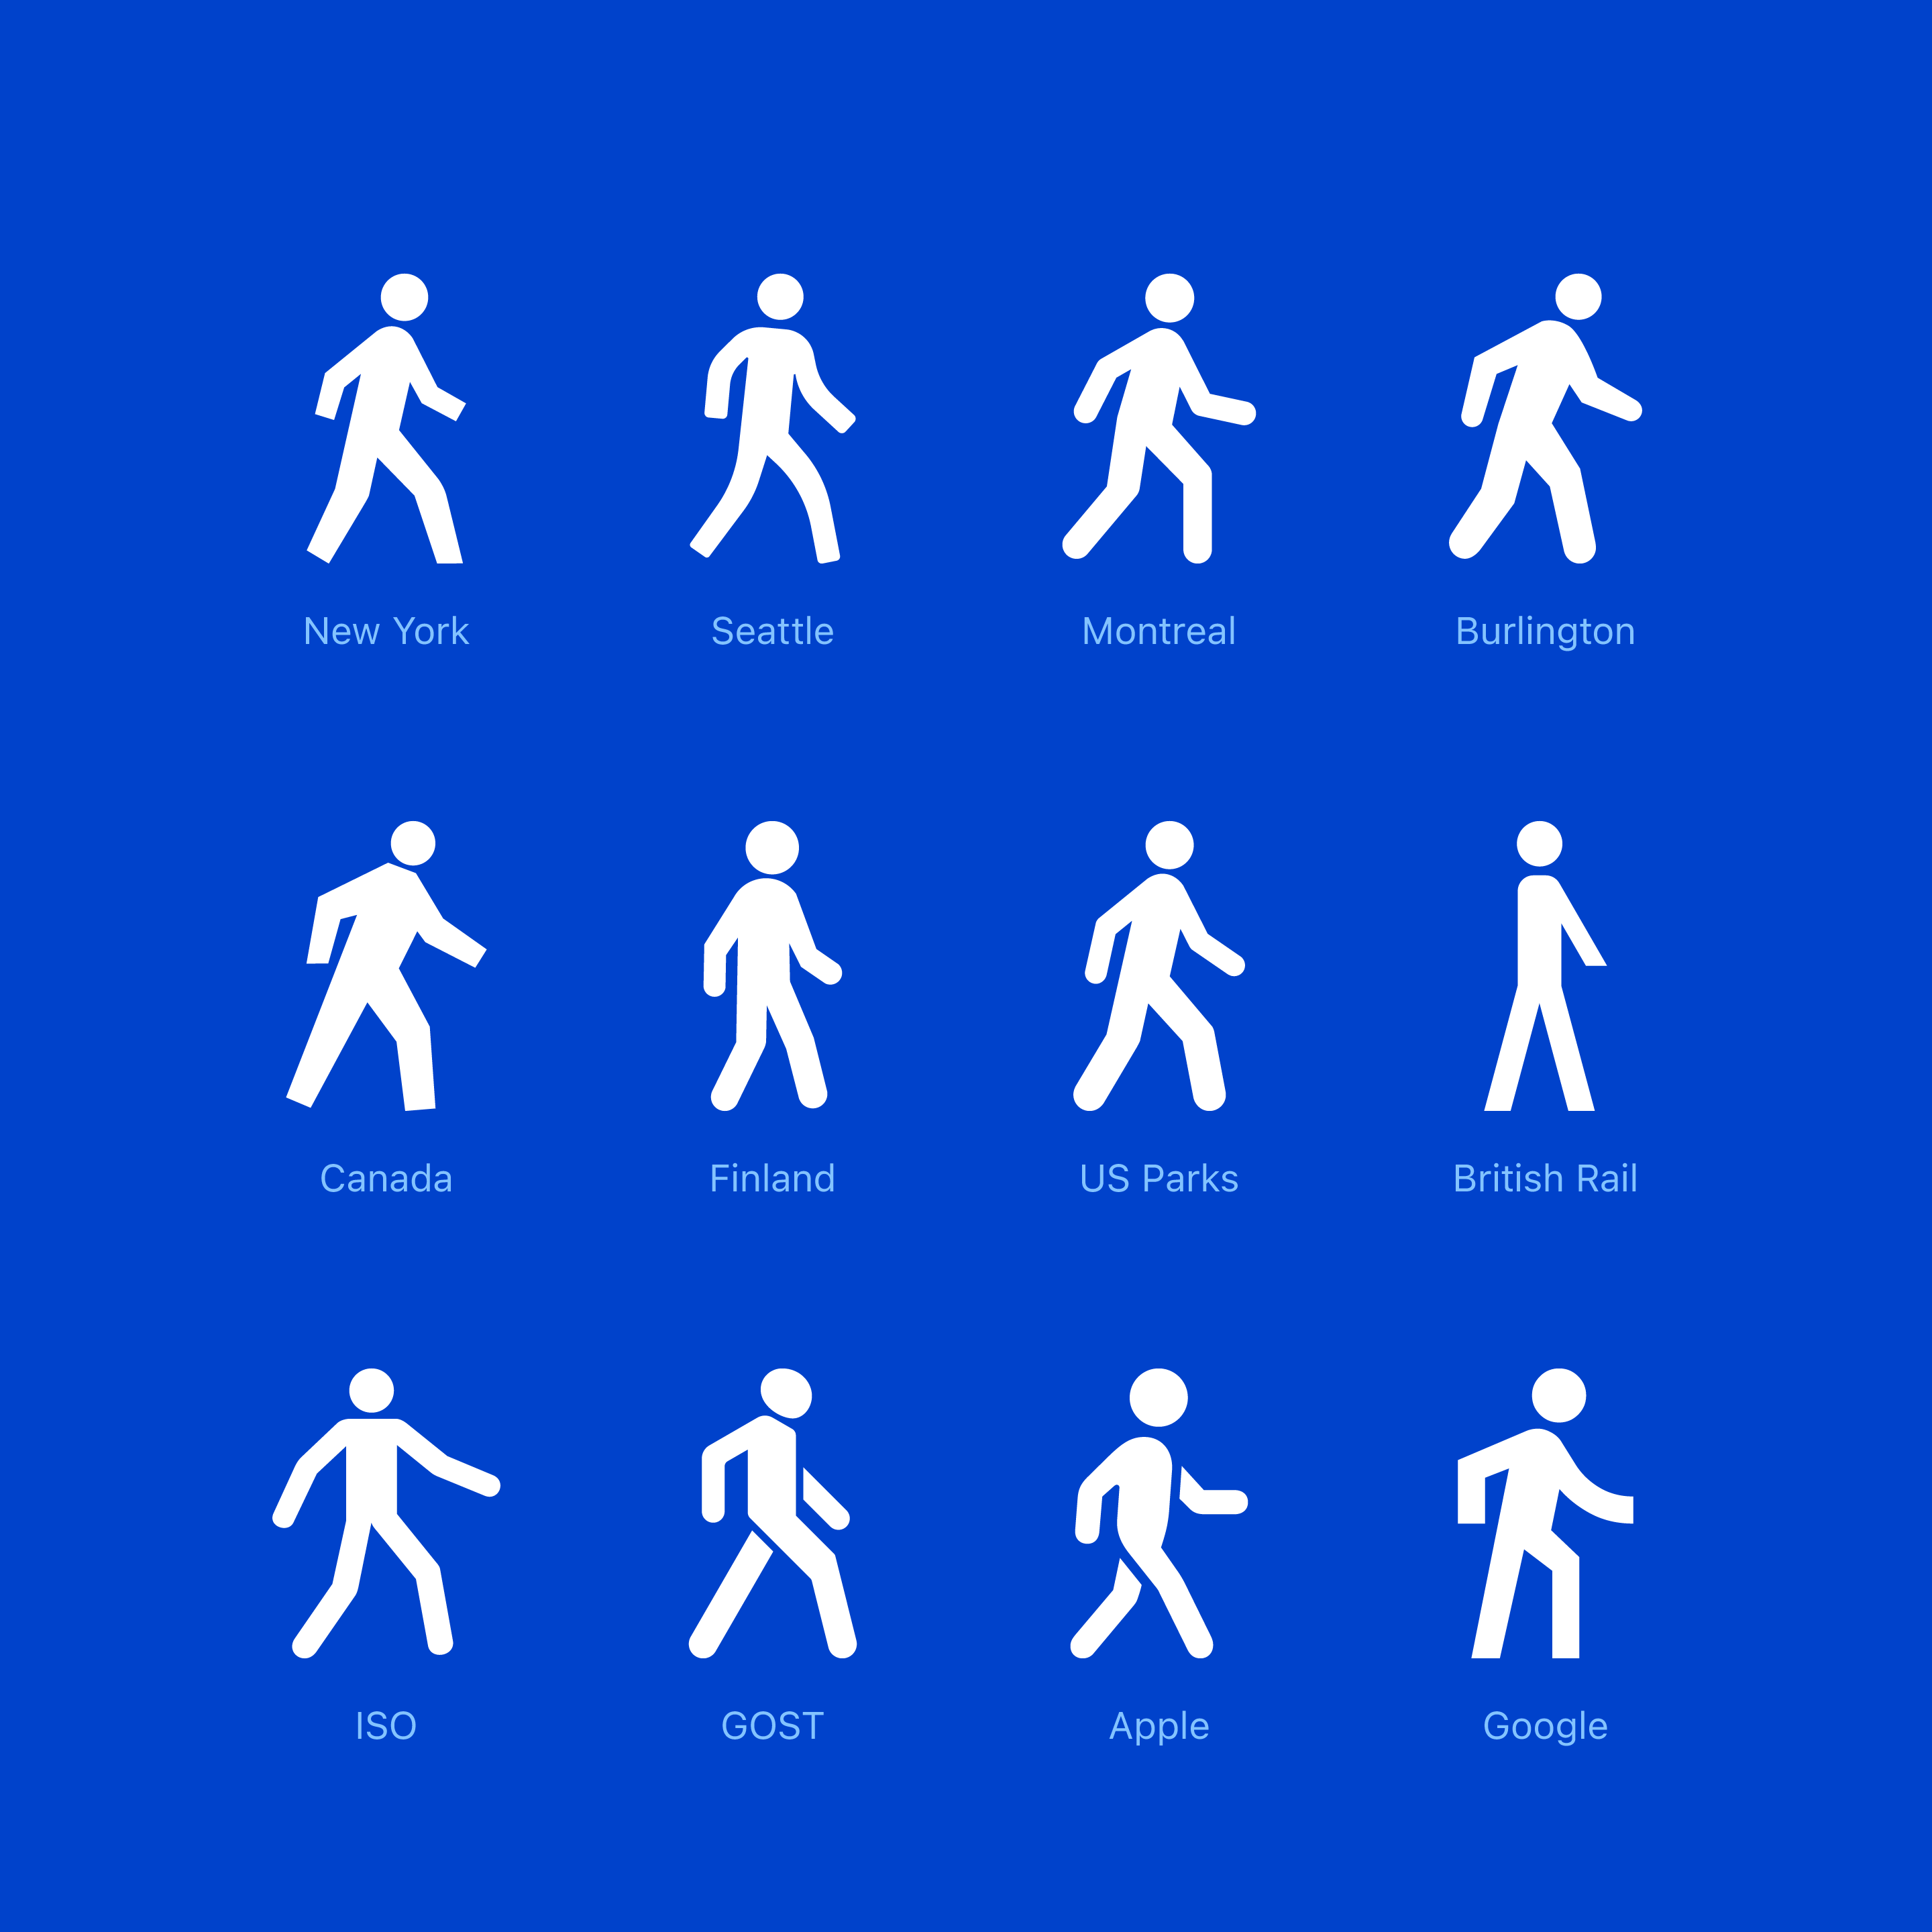 New York
Seattle
Montreal
Burlington
Canada
Finland
US Parks
British Rail
ISO
GOST
Apple
Google